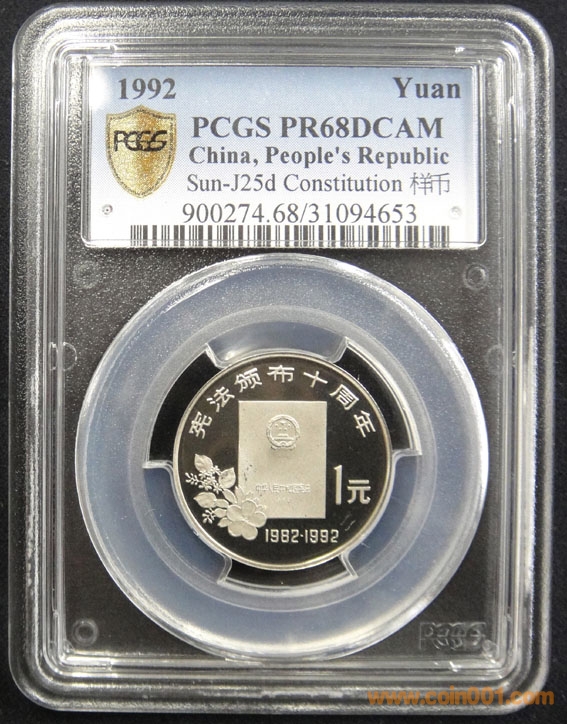 1992 Yuan
PCGS
PCGS PR68DCAM
China, People's Republic
Sun-J25d Constitution 样币
900274.68/31094653
宪法颁布十周年
1元
1982-1992
PCGS
www.coin001.com